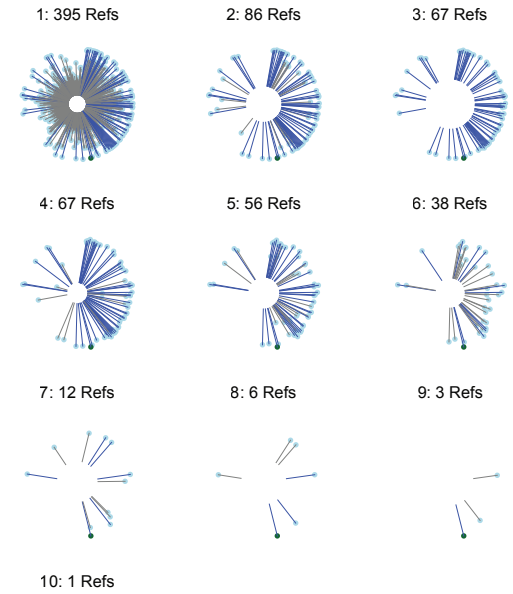 1: 395 Refs
2: 86 Refs
3: 67 Refs
4: 67 Refs
5: 56 Refs
6: 38 Refs
7: 12 Refs
8: 6 Refs
9: 3 Refs
10: 1 Refs